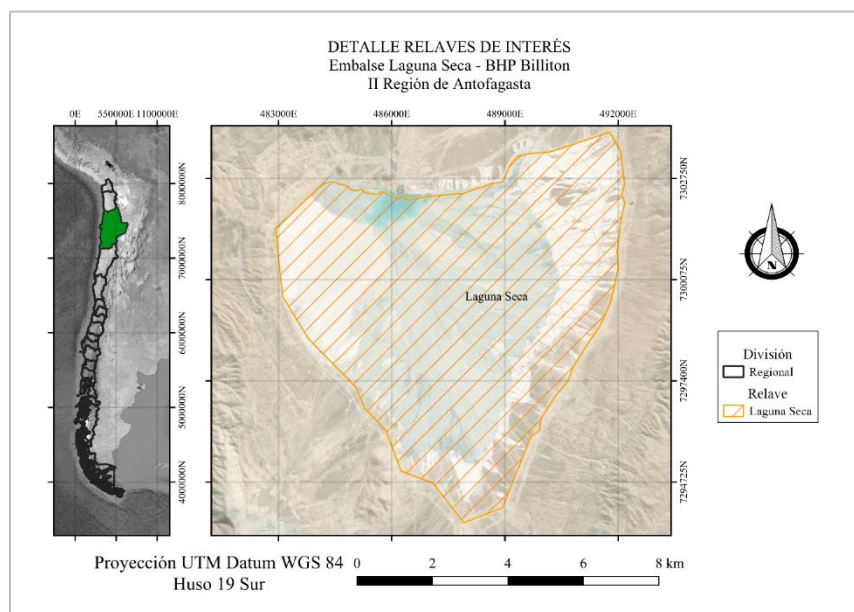 DETALLE RELAVES DE INTERÉS
Embalse Laguna Seca - BHP Billiton
II Región de Antofagasta
0E 550000E 1100000E
483000E 486000E 489000E 492000E
8000000N
7000000N
6000000N
5000000N
4000000N
7302750N
7300075N
7297400N
7294725N
Laguna Seca
N
División
Regional
Relave
Laguna Seca
Proyección UTM Datum WGS 84
Huso 19 Sur
0 2 4 6 8 km